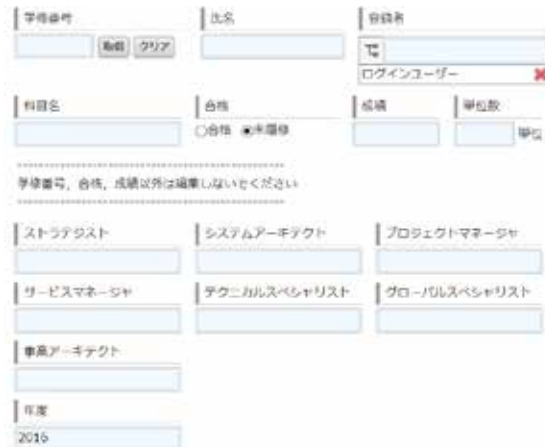 学修番号 氏名 登録者
取得 クリア
ログインユーザー
科目名 合格 成績 単位数
合格 未履修 単位
学修番号，合格，成績以外は編集しないでください
ストラテジスト システムアーキテクト プロジェクトマネージャ
サービスマネージャ テクニカルスペシャリスト グローバルスペシャリスト
事業アーキテクト
年度
2016